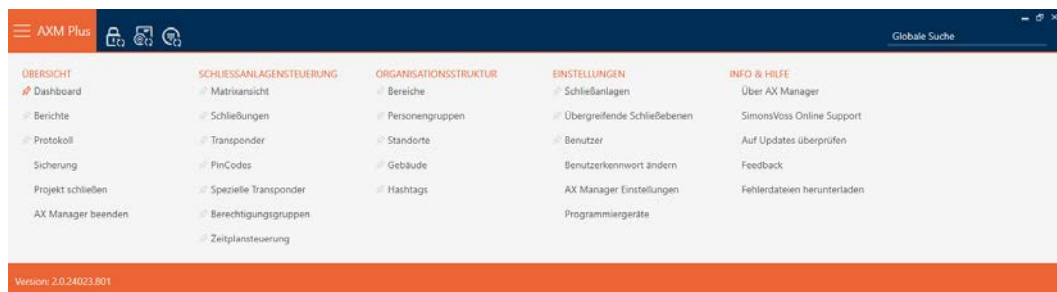 AXM Plus
Globale Suche
ÜBERSICHT
Dashboard
Berichte
Protokoll
Sicherung
Projekt schließen
AX Manager beenden
SCHLIESSANLAGENSTEUERUNG
Matrixansicht
Schließungen
Transponder
PinCodes
Spezielle Transponder
Berechtigungsgruppen
Zeitplansteuerung
ORGANISATIONSSTRUKTUR
Bereiche
Personengruppen
Standorte
Gebäude
Hashtags
EINSTELLUNGEN
Schließanlagen
Übergreifende Schließebenen
Benutzer
Benutzerkennwort ändern
AX Manager Einstellungen
Programmiergeräte
INFO & HILFE
Über AX Manager
SimonsVoss Online Support
Auf Updates überprüfen
Feedback
Fehlerdateien herunterladen
Version: 2.0.24023.801